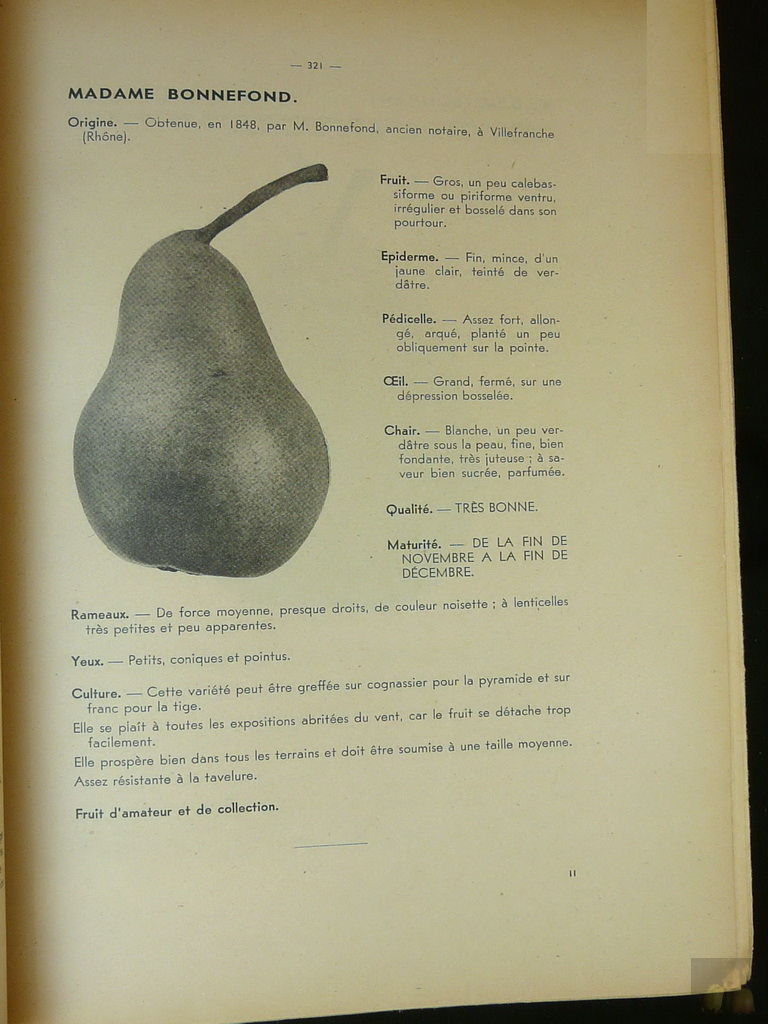 — 321 —
MADAME BONNEFOND.
Origine. — Obtenue, en 1848, par M. Bonnefond, ancien notaire, à Villefranche
(Rhône).
Fruit. — Gros, un peu calebas-
siforme ou piriforme ventru,
irrégulier et bosselé dans son
pourtour.
Epiderme. — Fin, mince, d'un
jaune clair, teinté de ver-
dâtre.
Pédicelle. — Assez fort, allon-
gé, arqué, planté un peu
obliquement sur la pointe.
Œil. — Grand, fermé, sur une
dépression bosselée.
Chair. — Blanche, un peu ver-
dâtre sous la peau, fine, bien
fondante, très juteuse ; à sa-
veur bien sucrée, parfumée.
Qualité. — TRÈS BONNE.
Maturité. — DE LA FIN DE
NOVEMBRE A LA FIN DE
DÉCEMBRE.
Rameaux. — De force moyenne, presque droits, de couleur noisette ; à lenticelles
très petites et peu apparentes.
Yeux. — Petits, coniques et pointus.
Culture. — Cette variété peut être greffée sur cognassier pour la pyramide et sur
franc pour la tige.
Elle se plaît à toutes les expositions abritées du vent, car le fruit se détache trop
facilement.
Elle prospère bien dans tous les terrains et doit être soumise à une taille moyenne.
Assez résistante à la tavelure.
Fruit d'amateur et de collection.
11